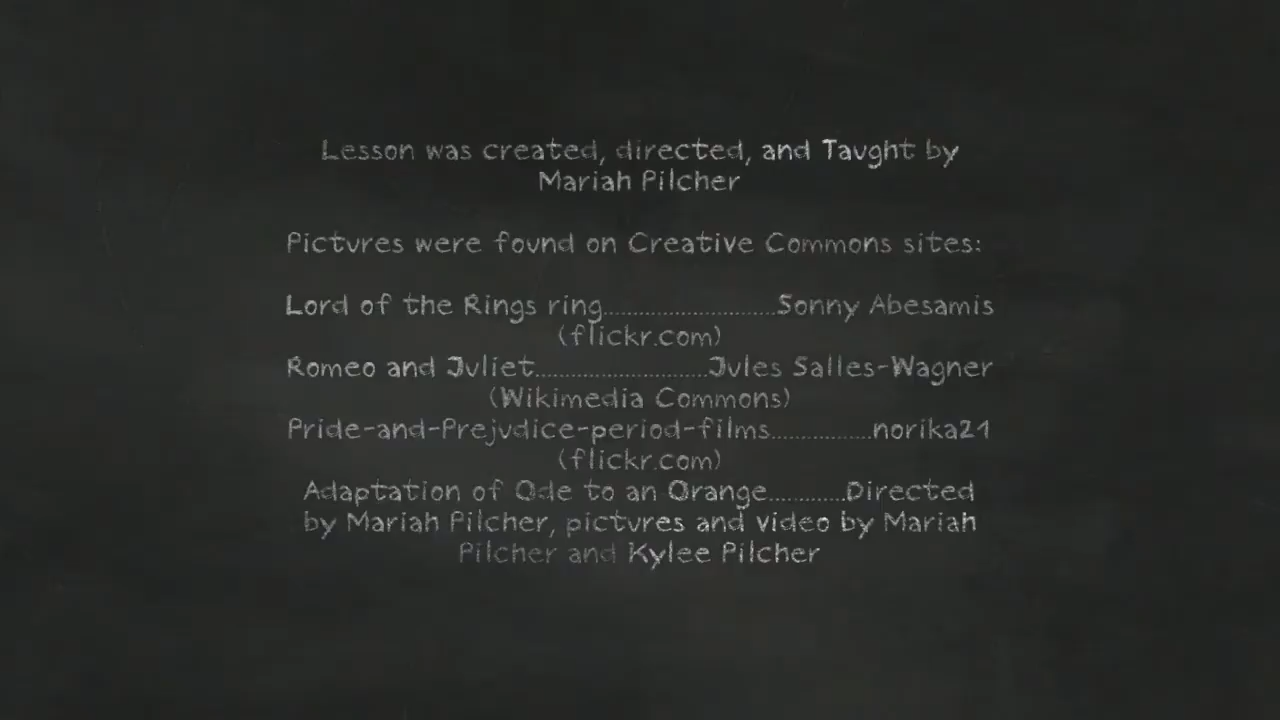 Lesson was created, directed, and Taught by
Mariah Pilcher
Pictures were found on Creative Commons sites:
Lord of the Rings ring...........................Sonny Abesamis
(flickr.com)
Romeo and Juliet...........................Jules Salles-Wagner
(Wikimedia Commons)
Pride-and-Prejudice-period-films................norika21
(flickr.com)
Adaptation of Ode to an Orange............Directed
by Mariah Pilcher, pictures and video by Mariah
Pilcher and Kylee Pilcher